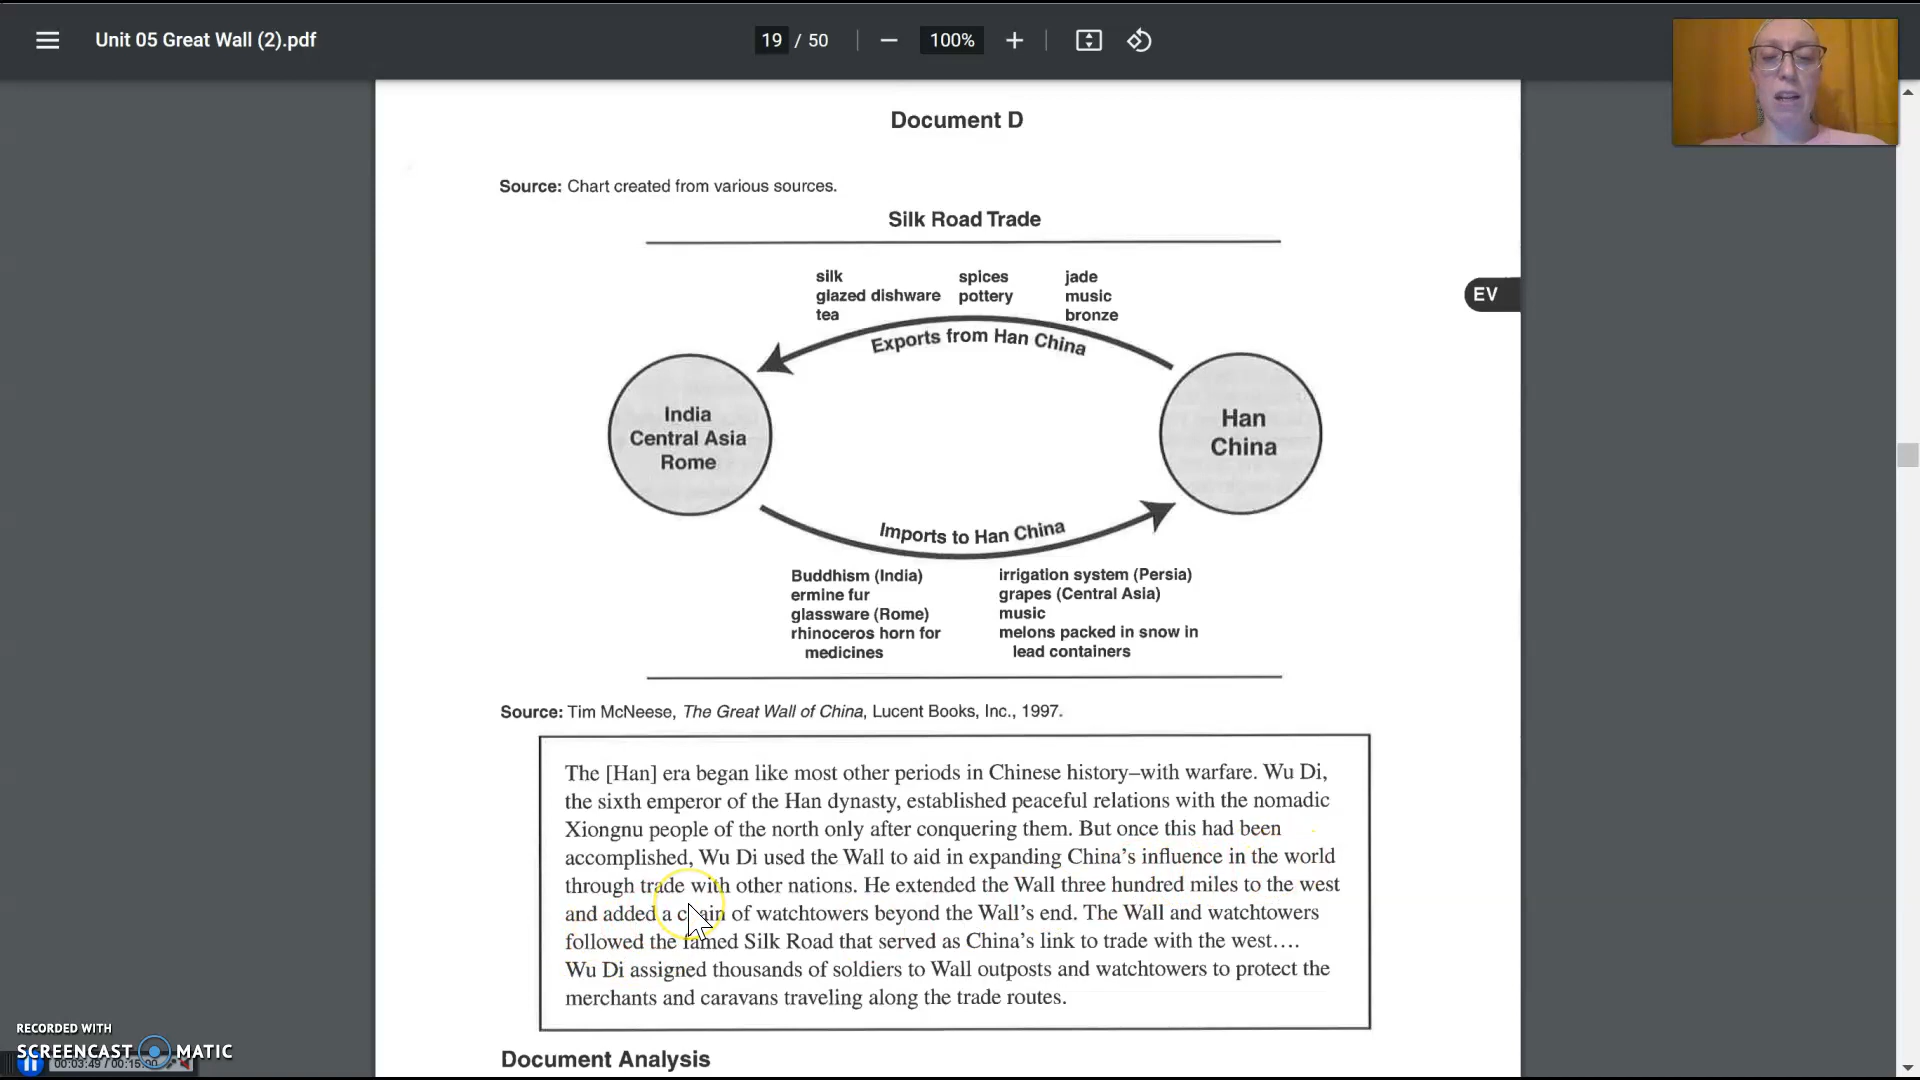 Unit 05 Great Wall (2).pdf
19 / 50
100%
Document D
Source: Chart created from various sources.
Silk Road Trade
silk
glazed dishware
tea
spices
pottery
jade
music
bronze
EV
Exports from Han China
India
Central Asia
Rome
Han
China
Imports to Han China
Buddhism (India)
ermine fur
glassware (Rome)
rhinoceros horn for
medicines
irrigation system (Persia)
grapes (Central Asia)
music
melons packed in snow in
lead containers
Source: Tim McNeese, The Great Wall of China, Lucent Books, Inc., 1997.
The [Han] era began like most other periods in Chinese history–with warfare. Wu Di,
the sixth emperor of the Han dynasty, established peaceful relations with the nomadic
Xiongnu people of the north only after conquering them. But once this had been
accomplished, Wu Di used the Wall to aid in expanding China's influence in the world
through trade with other nations. He extended the Wall three hundred miles to the west
and added a chain of watchtowers beyond the Wall's end. The Wall and watchtowers
followed the famed Silk Road that served as China's link to trade with the west….
Wu Di assigned thousands of soldiers to Wall outposts and watchtowers to protect the
merchants and caravans traveling along the trade routes.
Document Analysis
RECORDED WITH
SCREENCAST MATIC
00:03:49 / 00:15:00